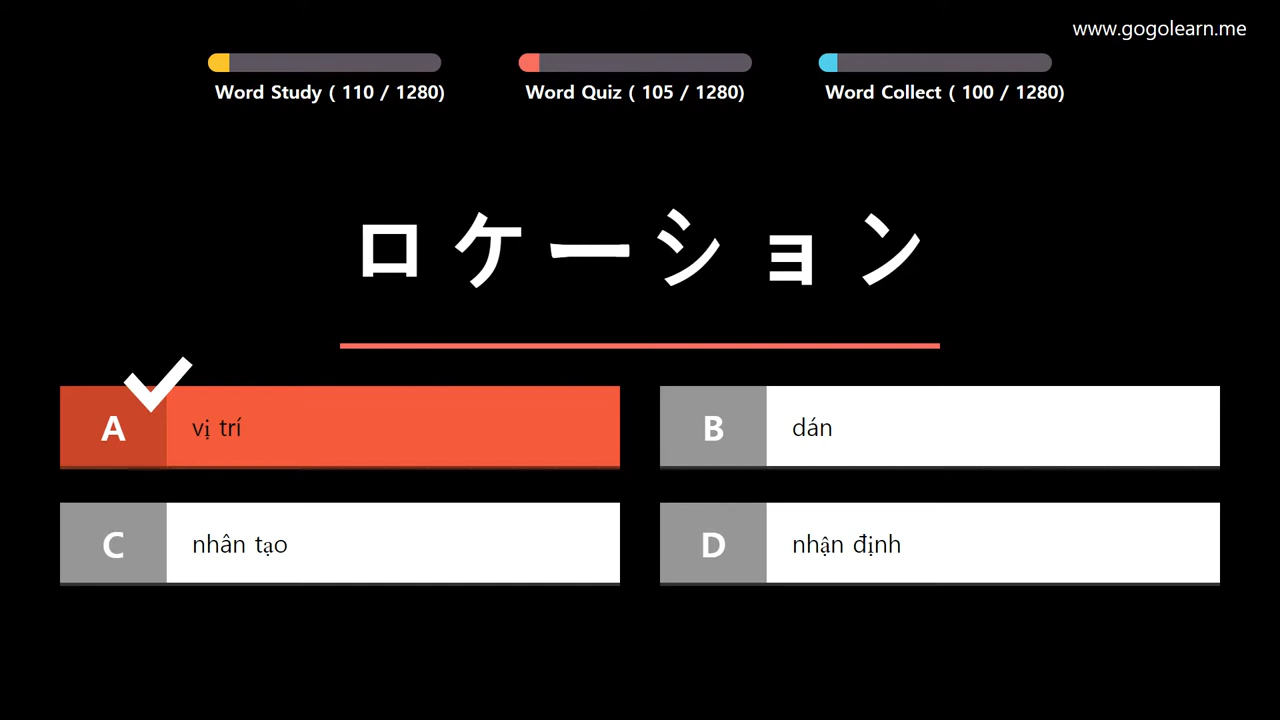 www.gogolearn.me
Word Study ( 110 / 1280)
Word Quiz ( 105 / 1280)
Word Collect ( 100 / 1280)
ロケーション
A vị trí
B dán
C nhân tạo
D nhận định